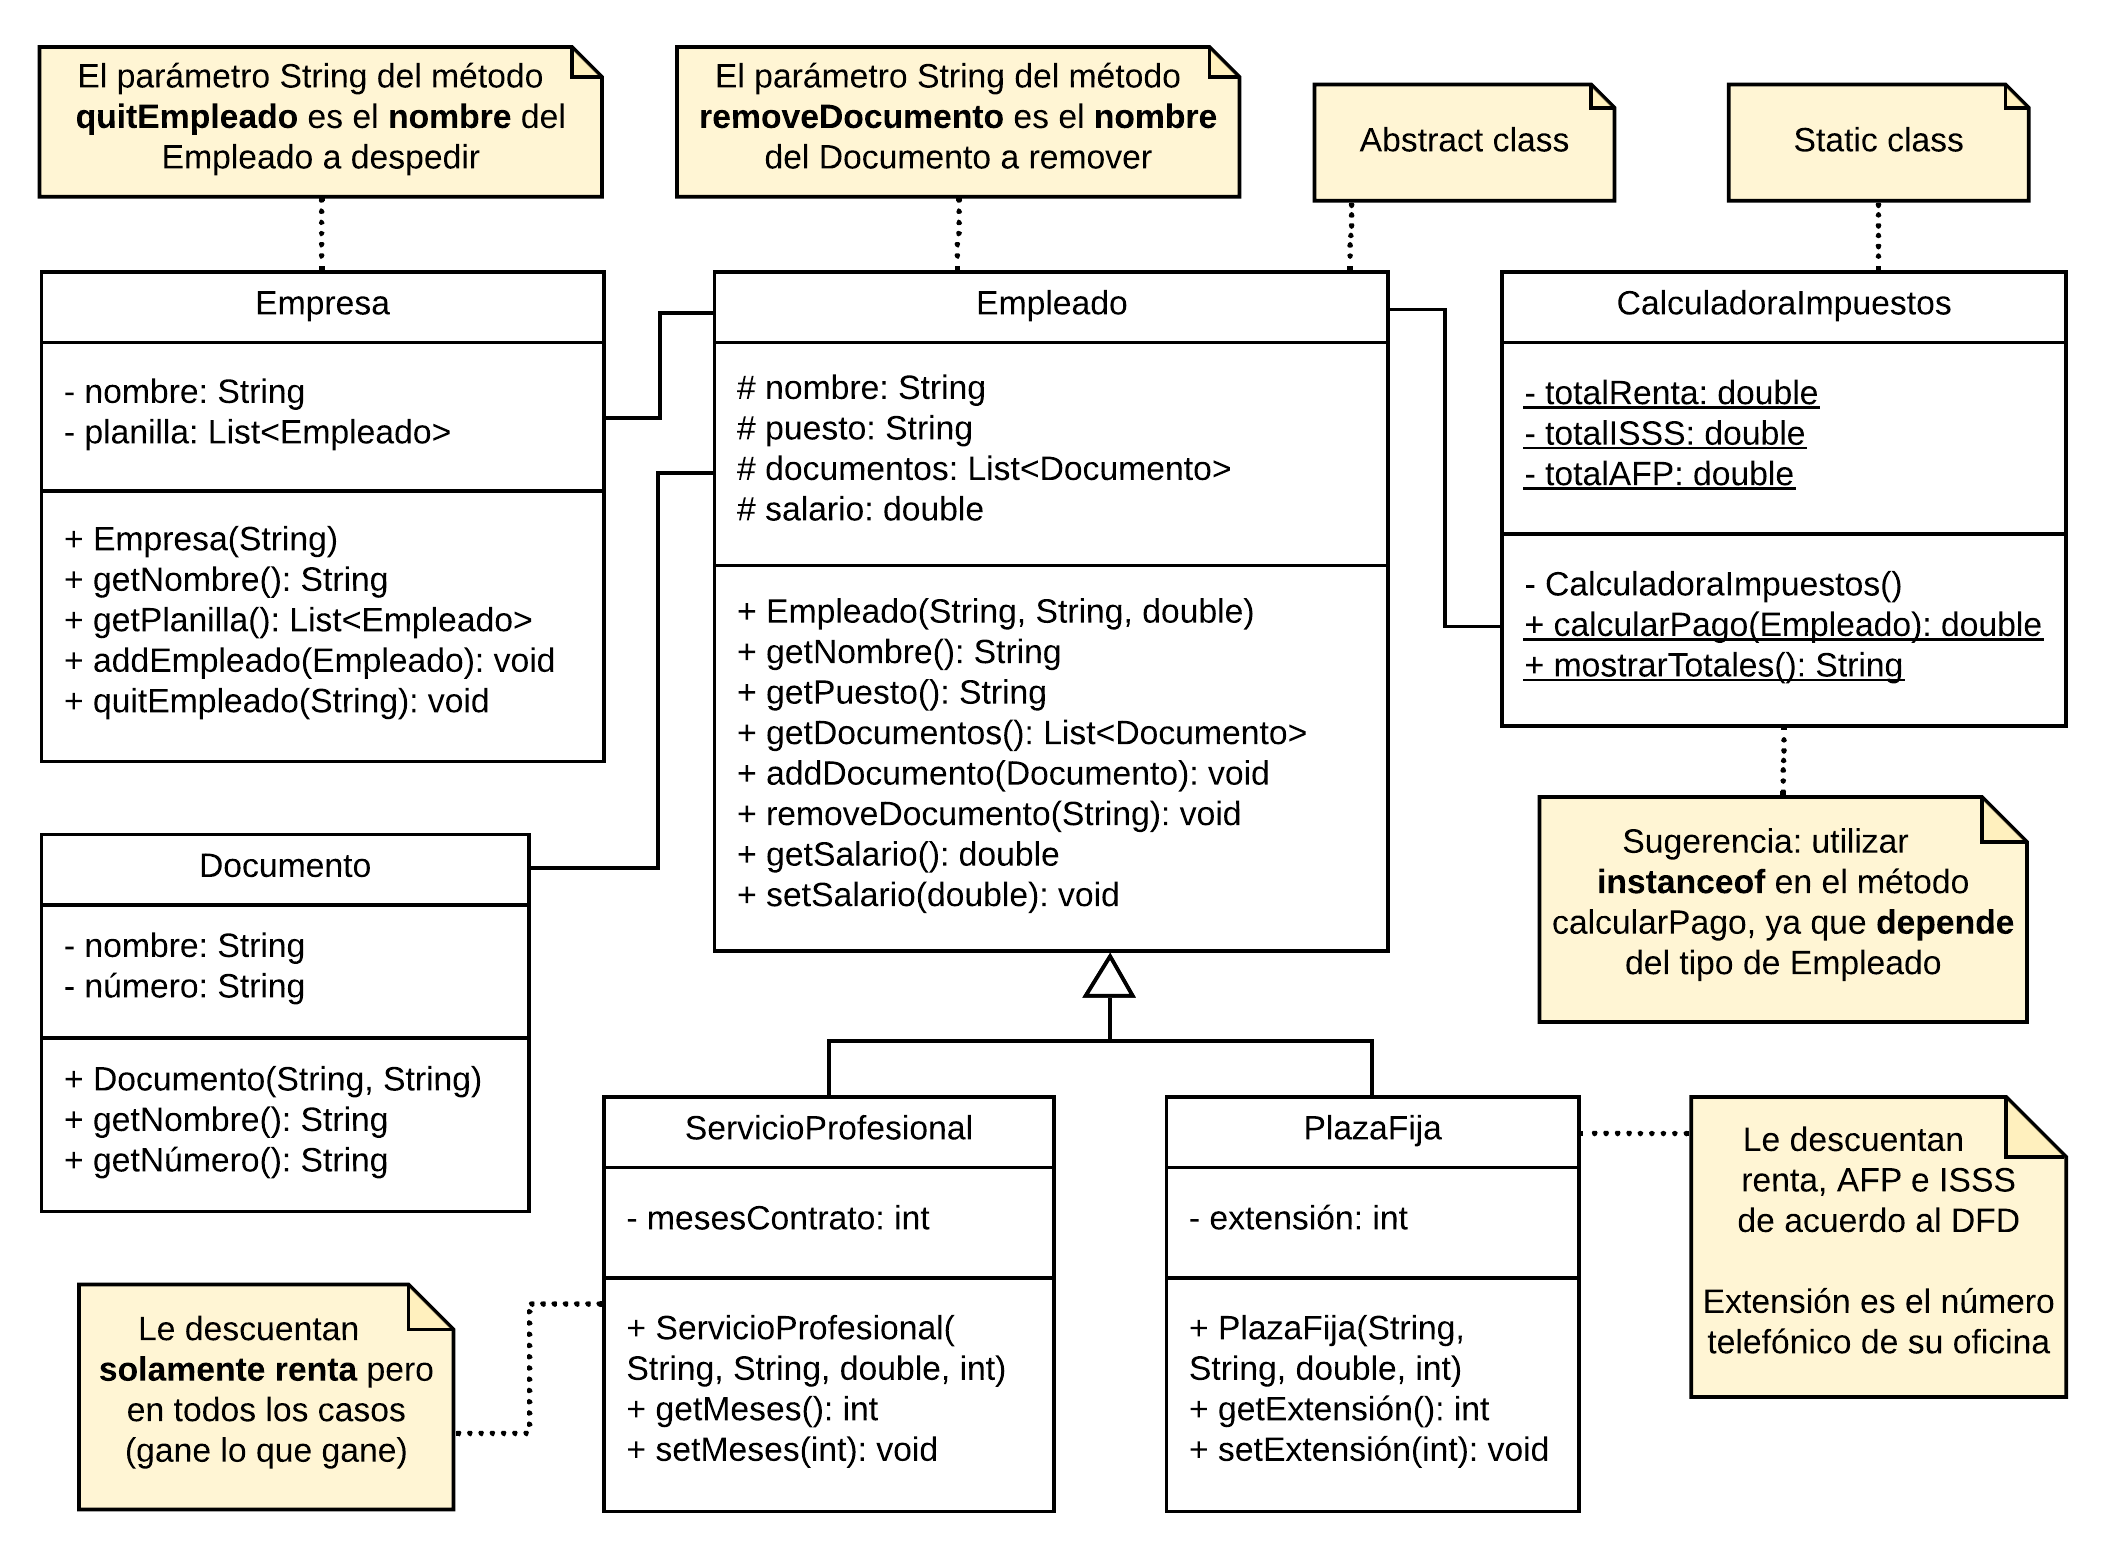 El parámetro String del método
quitEmpleado es el nombre del
Empleado a despedir
El parámetro String del método
removeDocumento es el nombre
del Documento a remover
Abstract class
Static class
Empresa
- nombre: String
- planilla: List<Empleado>
+ Empresa(String)
+ getNombre(): String
+ getPlanilla(): List<Empleado>
+ addEmpleado(Empleado): void
+ quitEmpleado(String): void
Empleado
# nombre: String
# puesto: String
# documentos: List<Documento>
# salario: double
+ Empleado(String, String, double)
+ getNombre(): String
+ getPuesto(): String
+ getDocumentos(): List<Documento>
+ addDocumento(Documento): void
+ removeDocumento(String): void
+ getSalario(): double
+ setSalario(double): void
CalculadoraImpuestos
- totalRenta: double
- totalISSS: double
- totalAFP: double
- CalculadoraImpuestos()
+ calcularPago(Empleado): double
+ mostrarTotales(): String
Sugerencia: utilizar
instanceof en el método
calcularPago, ya que depende
del tipo de Empleado
Documento
- nombre: String
- número: String
+ Documento(String, String)
+ getNombre(): String
+ getNúmero(): String
ServicioProfesional
- mesesContrato: int
+ ServicioProfesional(
String, String, double, int)
+ getMeses(): int
+ setMeses(int): void
PlazaFija
- extensión: int
+ PlazaFija(String,
String, double, int)
+ getExtensión(): int
+ setExtensión(int): void
Le descuentan
renta, AFP e ISSS
de acuerdo al DFD
Extensión es el número
telefónico de su oficina
Le descuentan
solamente renta pero
en todos los casos
(gane lo que gane)